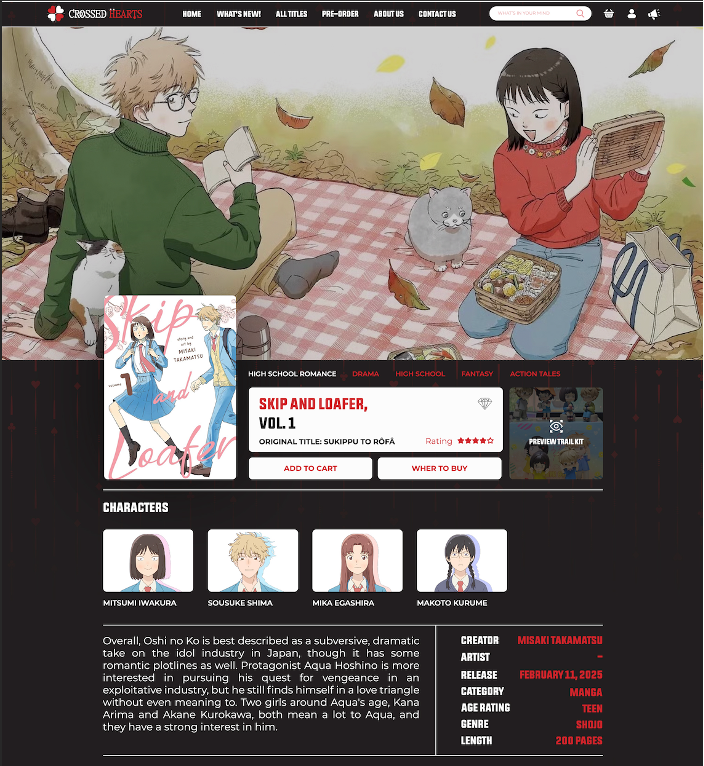 CROSSED HEARTS
HOME WHAT'S NEW! ALL TITLES PRE-ORDER ABOUT US CONTACT US
WHAT'S IN YOUR MIND
Skip
story and art by
MISAKI TAKAMATSU
VOLUME 1
and
Loafer
HIGH SCHOOL ROMANCE DRAMA HIGH SCHOOL FANTASY ACTION TALES
SKIP AND LOAFER,
VOL. 1
ORIGINAL TITLE: SUKIPPU TO RŌFĀ
Rating
ADD TO CART
WHER TO BUY
PREVIEW TRAIL KIT
CHARACTERS
MITSUMI IWAKURA
SOUSUKE SHIMA
MIKA EGASHIRA
MAKOTO KURUME
Overall, Oshi no Ko is best described as a subversive, dramatic
take on the idol industry in Japan, though it has some
romantic plotlines as well. Protagonist Aqua Hoshino is more
interested in pursuing his quest for vengeance in an
exploitative industry, but he still finds himself in a love triangle
without even meaning to. Two girls around Aqua's age, Kana
Arima and Akane Kurokawa, both mean a lot to Aqua, and
they have a strong interest in him.
CREATOR MISAKI TAKAMATSU
ARTIST –
RELEASE FEBRUARY 11, 2025
CATEGORY MANGA
AGE RATING TEEN
GENRE SHOJO
LENGTH 200 PAGES